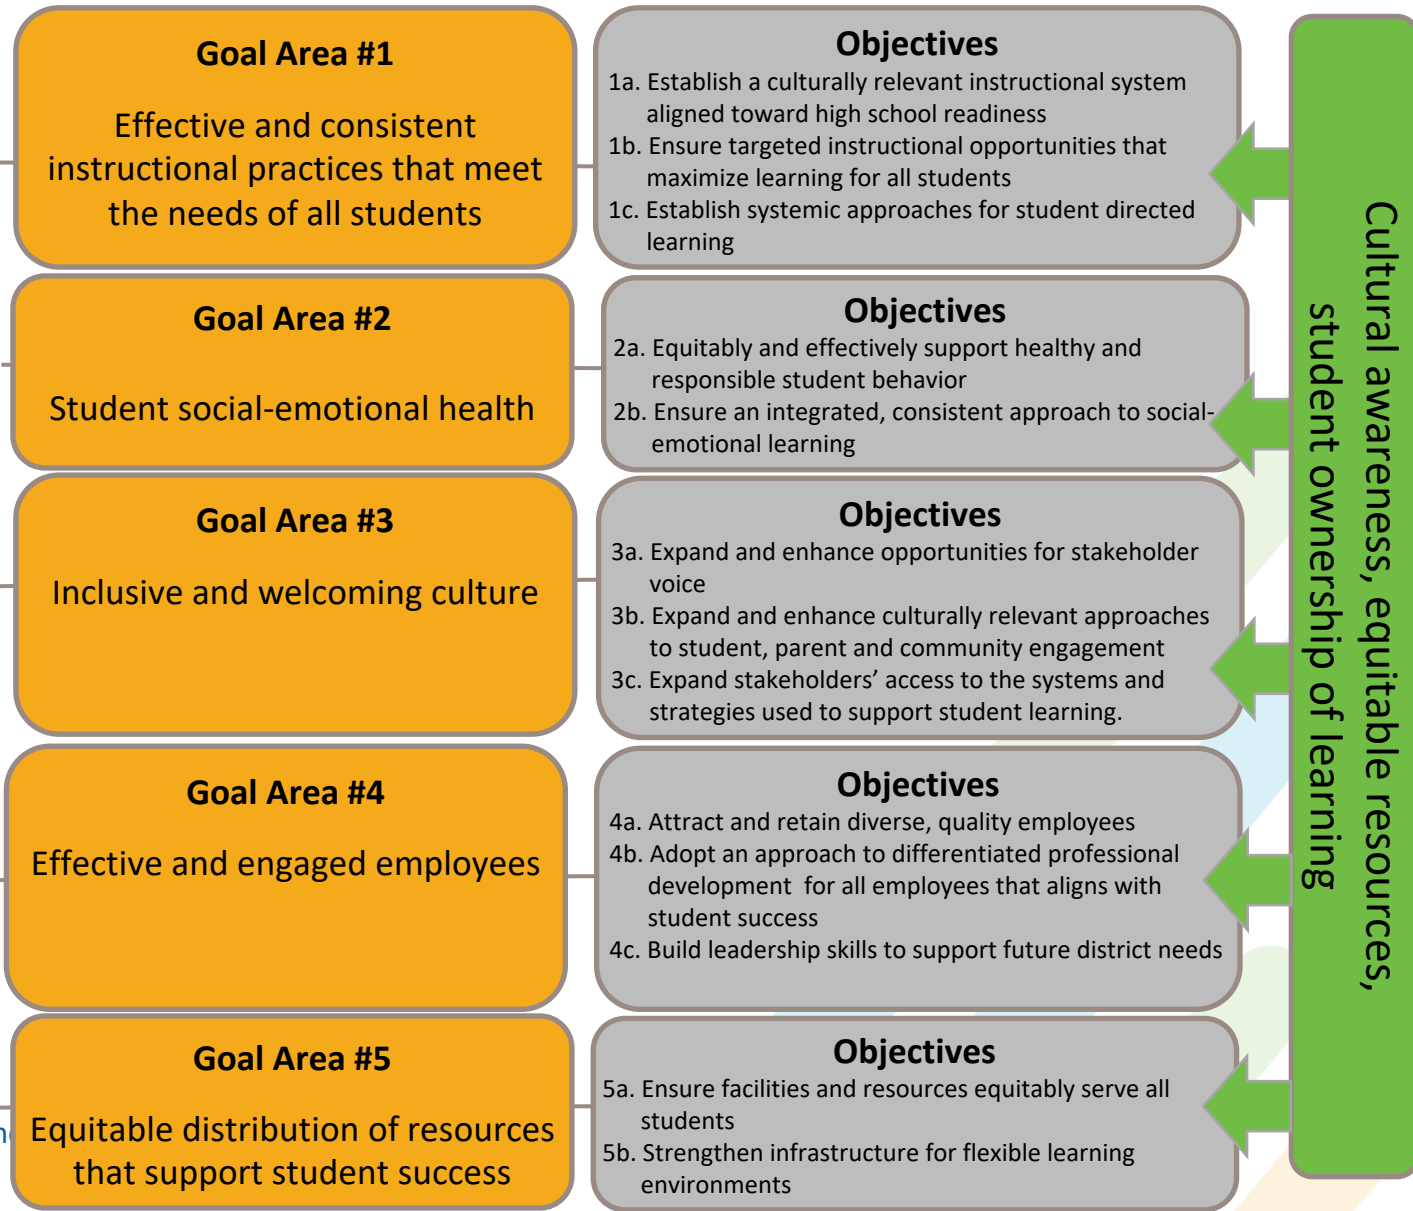 Goal Area #1
Effective and consistent
instructional practices that meet
the needs of all students
Objectives
1a. Establish a culturally relevant instructional system
aligned toward high school readiness
1b. Ensure targeted instructional opportunities that
maximize learning for all students
1c. Establish systemic approaches for student directed
learning
Goal Area #2
Student social-emotional health
Objectives
2a. Equitably and effectively support healthy and
responsible student behavior
2b. Ensure an integrated, consistent approach to social-
emotional learning
Goal Area #3
Inclusive and welcoming culture
Objectives
3a. Expand and enhance opportunities for stakeholder
voice
3b. Expand and enhance culturally relevant approaches
to student, parent and community engagement
3c. Expand stakeholders’ access to the systems and
strategies used to support student learning.
Goal Area #4
Effective and engaged employees
Objectives
4a. Attract and retain diverse, quality employees
4b. Adopt an approach to differentiated professional
development  for all employees that aligns with
student success
4c. Build leadership skills to support future district needs
Goal Area #5
Equitable distribution of resources
that support student success
Objectives
5a. Ensure facilities and resources equitably serve all
students
5b. Strengthen infrastructure for flexible learning
environments
Cultural awareness, equitable resources,
student ownership of learning